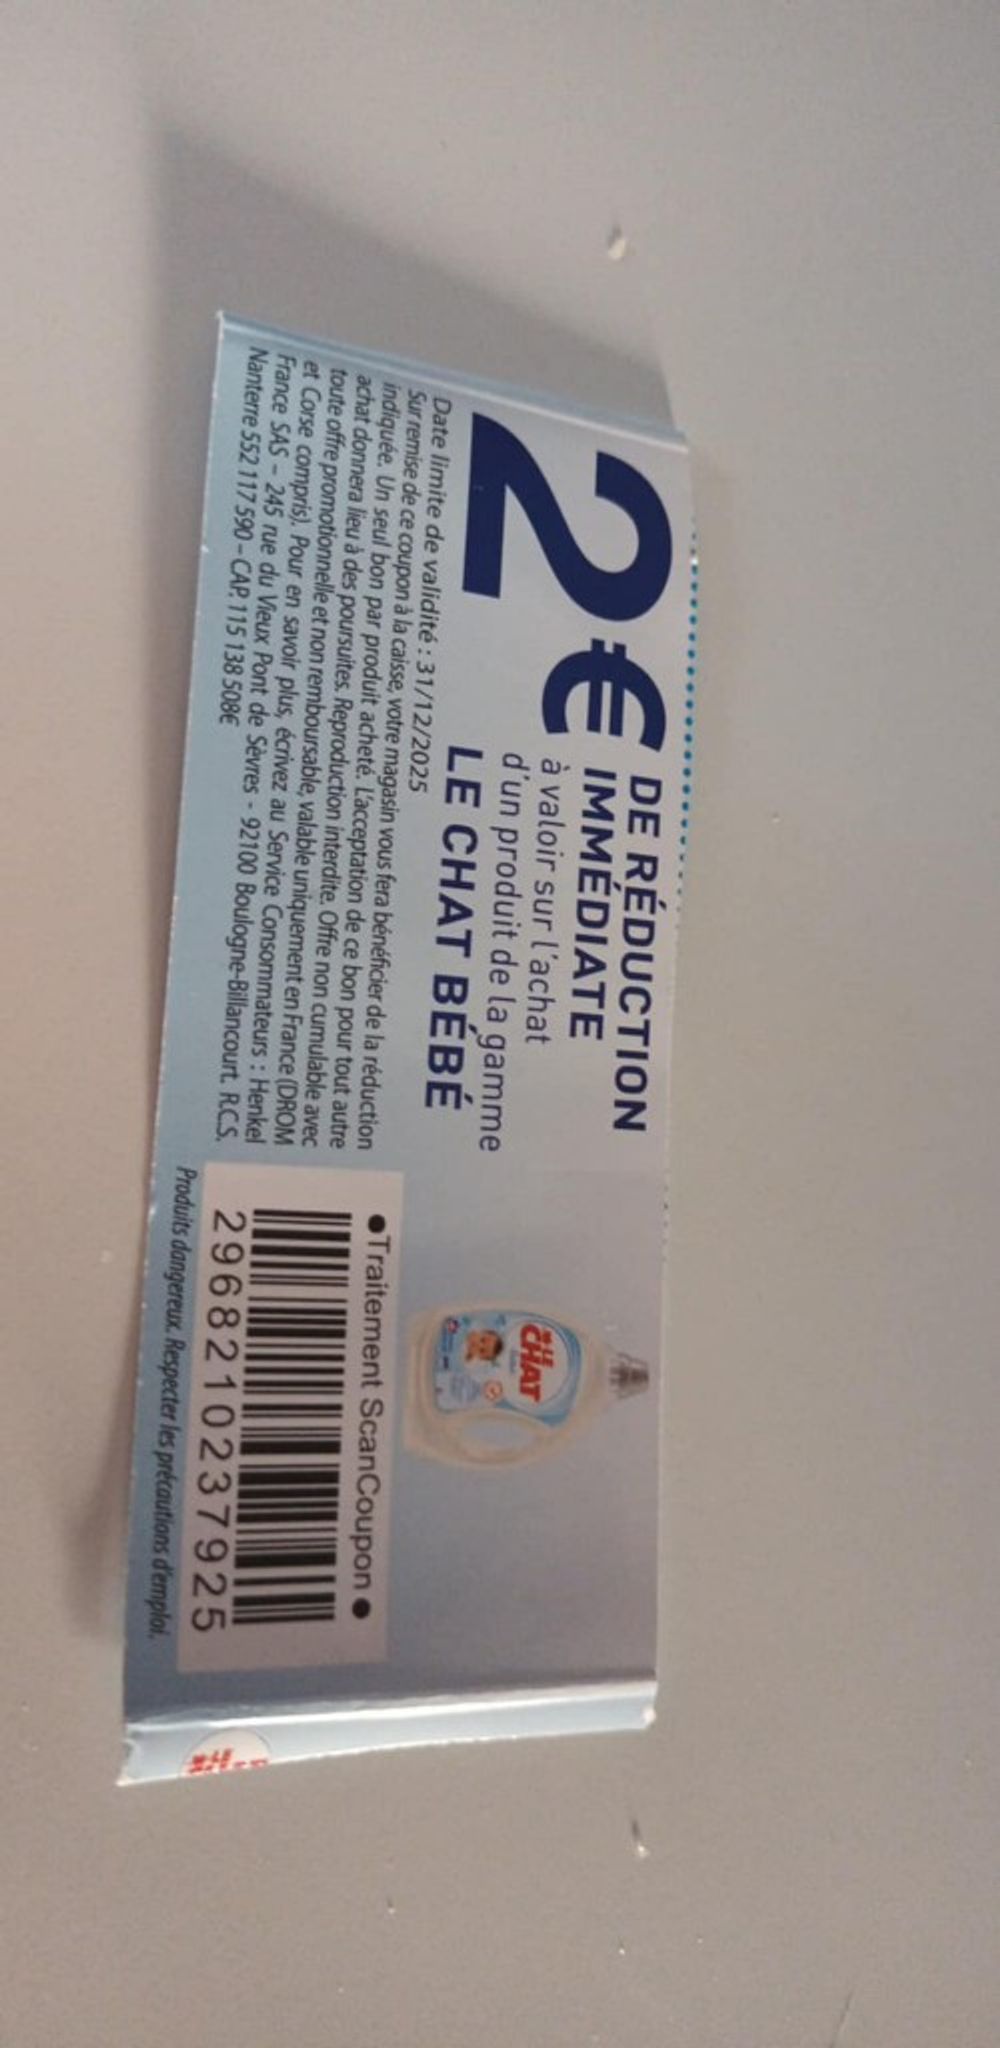 2€ DE RÉDUCTION
IMMÉDIATE
à valoir sur l'achat
d'un produit de la gamme
LE CHAT BÉBÉ
Date limite de validité : 31/12/2025
Sur remise de ce coupon à la caisse, votre magasin vous fera bénéficier de la réduction
indiquée. Un seul bon par produit acheté. L'acceptation de ce bon pour tout autre
achat donnera lieu à des poursuites. Reproduction interdite. Offre non cumulable avec
toute offre promotionnelle et non remboursable, valable uniquement en France (DROM
et Corse compris). Pour en savoir plus, écrivez au Service Consommateurs : Henkel
France SAS – 245 rue du Vieux Pont de Sèvres - 92100 Boulogne-Billancourt. R.C.S.
Nanterre 552 117 590 – CAP. 115 138 508€
LE
CHAT
●Traitement ScanCoupon●
2968210237925
Produits dangereux. Respecter les précautions d'emploi.